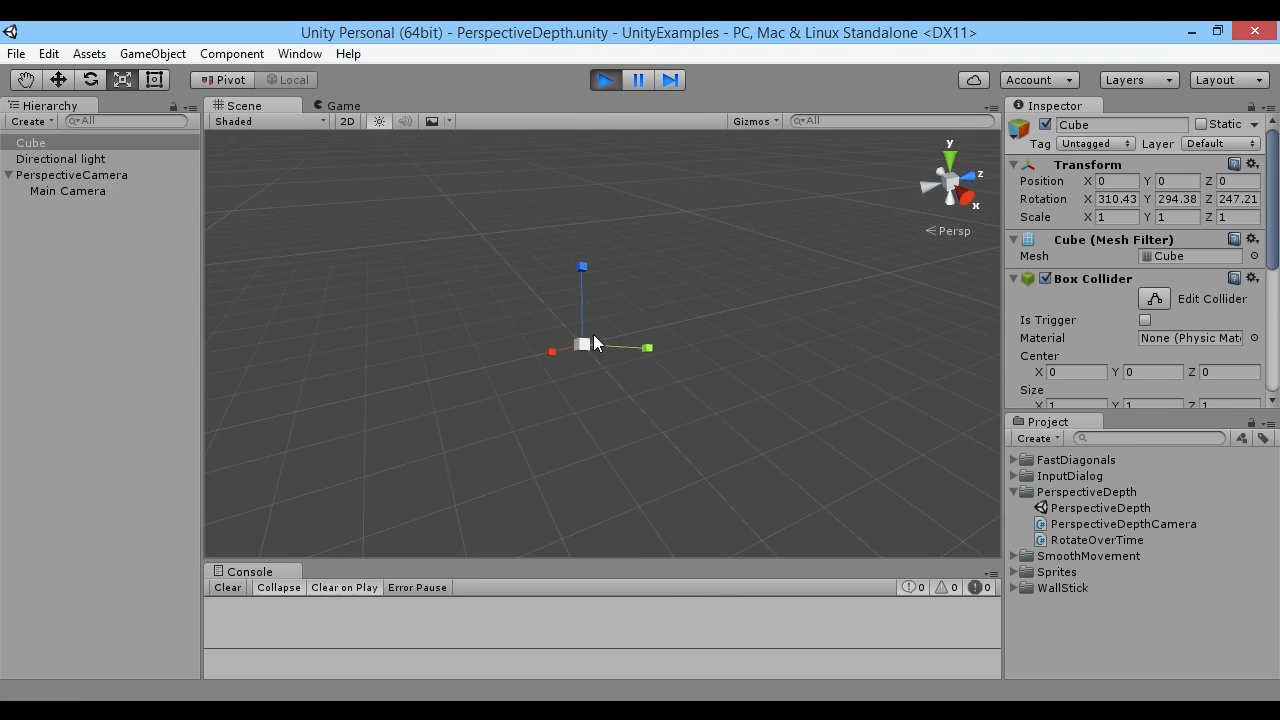 Unity Personal (64bit) - PerspectiveDepth.unity - UnityExamples - PC, Mac & Linux Standalone <DX11>
File Edit Assets GameObject Component Window Help
Pivot Local Account Layers Layout
Hierarchy
Create All
Cube
Directional light
PerspectiveCamera
Main Camera
Scene Game
Shaded 2D Gizmos All
y
z
x
Persp
Console
Clear Collapse Clear on Play Error Pause 0 0 0
Inspector
Cube Static
Tag Untagged Layer Default
Transform
Position X 0 Y 0 Z 0
Rotation X 310.43 Y 294.38 Z 247.21
Scale X 1 Y 1 Z 1
Cube (Mesh Filter)
Mesh Cube
Box Collider
Edit Collider
Is Trigger
Material None (Physic Mat
Center
X 0 Y 0 Z 0
Size
X 1 Y 1 Z 1
Project
Create
FastDiagonals
InputDialog
PerspectiveDepth
PerspectiveDepth
PerspectiveDepthCamera
RotateOverTime
SmoothMovement
Sprites
WallStick